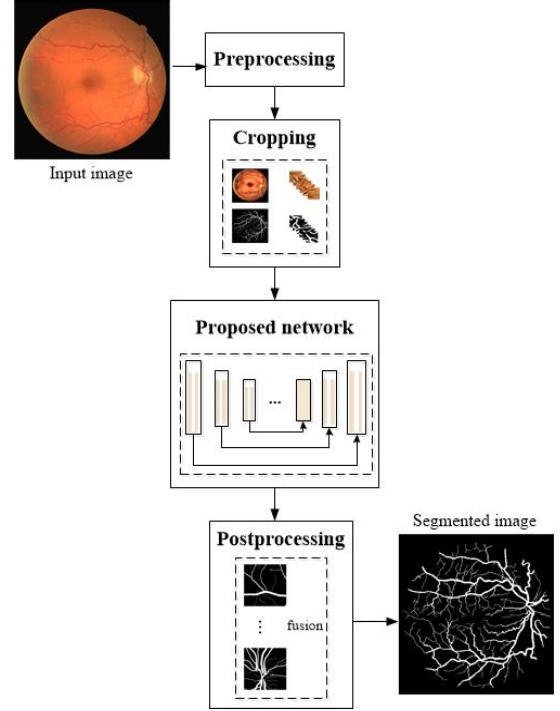 Preprocessing
Input image
Cropping
Proposed network
...
Postprocessing
⋮ fusion
Segmented image